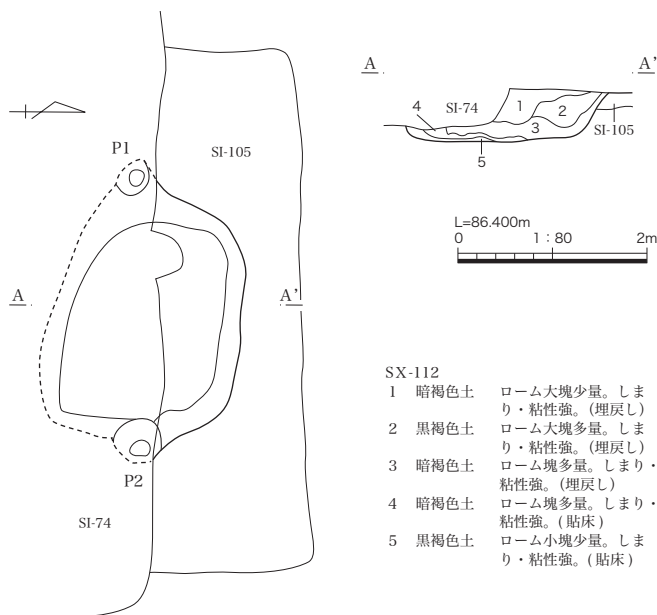 A
A'
4
SI-74
1
2
3
SI-105
5
P1
SI-105
L=86.400m
0
1：80
2m
A
A'
P2
SI-74
SX-112
1 暗褐色土 ローム大塊少量。しま
り・粘性強。(埋戻し)
2 黒褐色土 ローム大塊多量。しま
り・粘性強。(埋戻し)
3 暗褐色土 ローム塊多量。しまり・
粘性強。(埋戻し)
4 暗褐色土 ローム塊多量。しまり・
粘性強。(貼床)
5 黒褐色土 ローム小塊少量。しま
り・粘性強。(貼床)